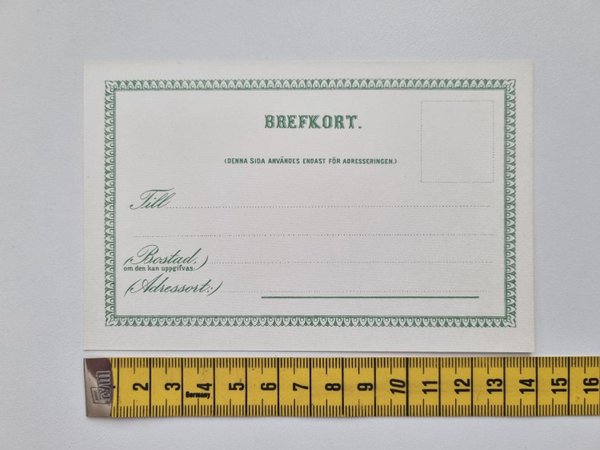 BREFKORT.
(DENNA SIDA ANVÄNDES ENDAST FÖR ADRESSERINGEN.)
Till
(Bostad:)
om den kan uppgifvas.
(Adressort:)
2 3 4 5 6 7 8 9 10 11 12 13 14 15 16
Germany